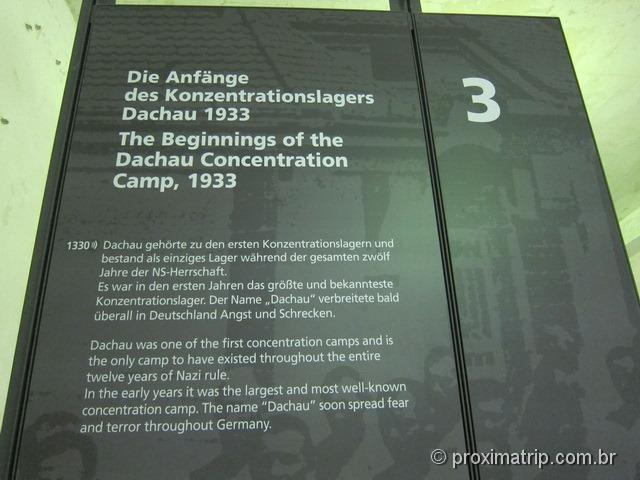 Die Anfänge
des Konzentrationslagers
Dachau 1933
The Beginnings of the
Dachau Concentration
Camp, 1933
3
1330 Dachau gehörte zu den ersten Konzentrationslagern und
bestand als einziges Lager während der gesamten zwölf
Jahre der NS-Herrschaft.
Es war in den ersten Jahren das größte und bekannteste
Konzentrationslager. Der Name „Dachau“ verbreitete bald
überall in Deutschland Angst und Schrecken.
Dachau was one of the first concentration camps and is
the only camp to have existed throughout the entire
twelve years of Nazi rule.
In the early years it was the largest and most well-known
concentration camp. The name “Dachau” soon spread fear
and terror throughout Germany.
© proximatrip.com.br